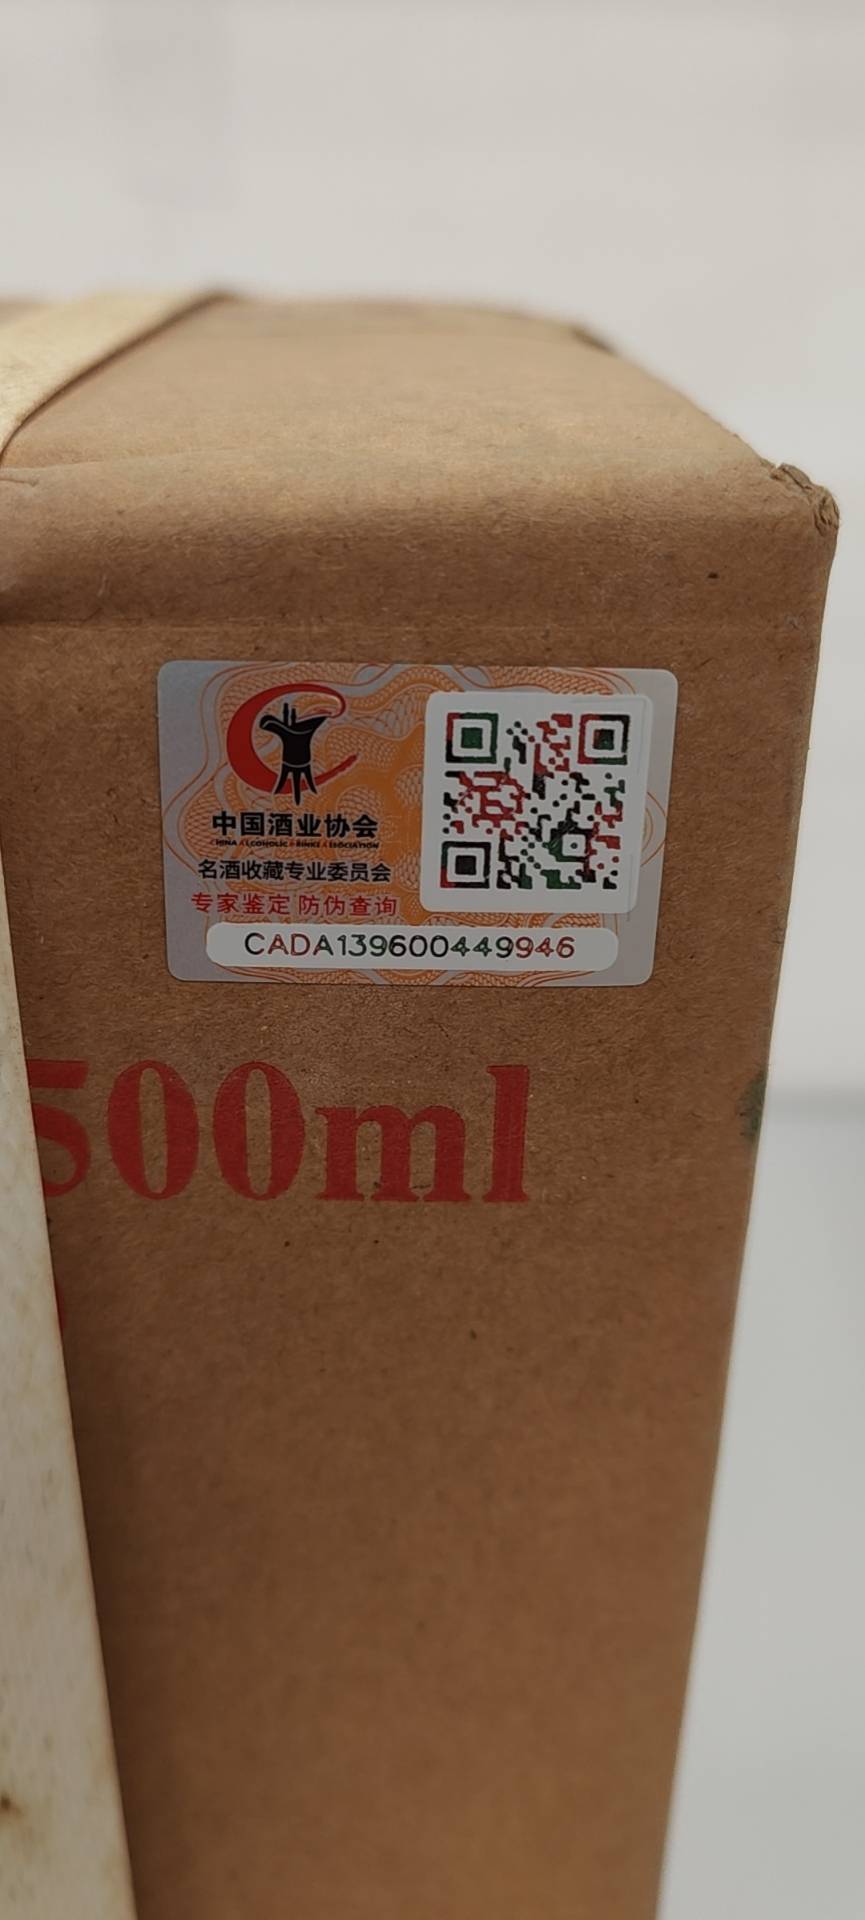 中国酒业协会
CHINA ALCOHOLIC DRINKS ASSOCIATION
名酒收藏专业委员会
专家鉴定 防伪查询
CADA139600449946
500ml